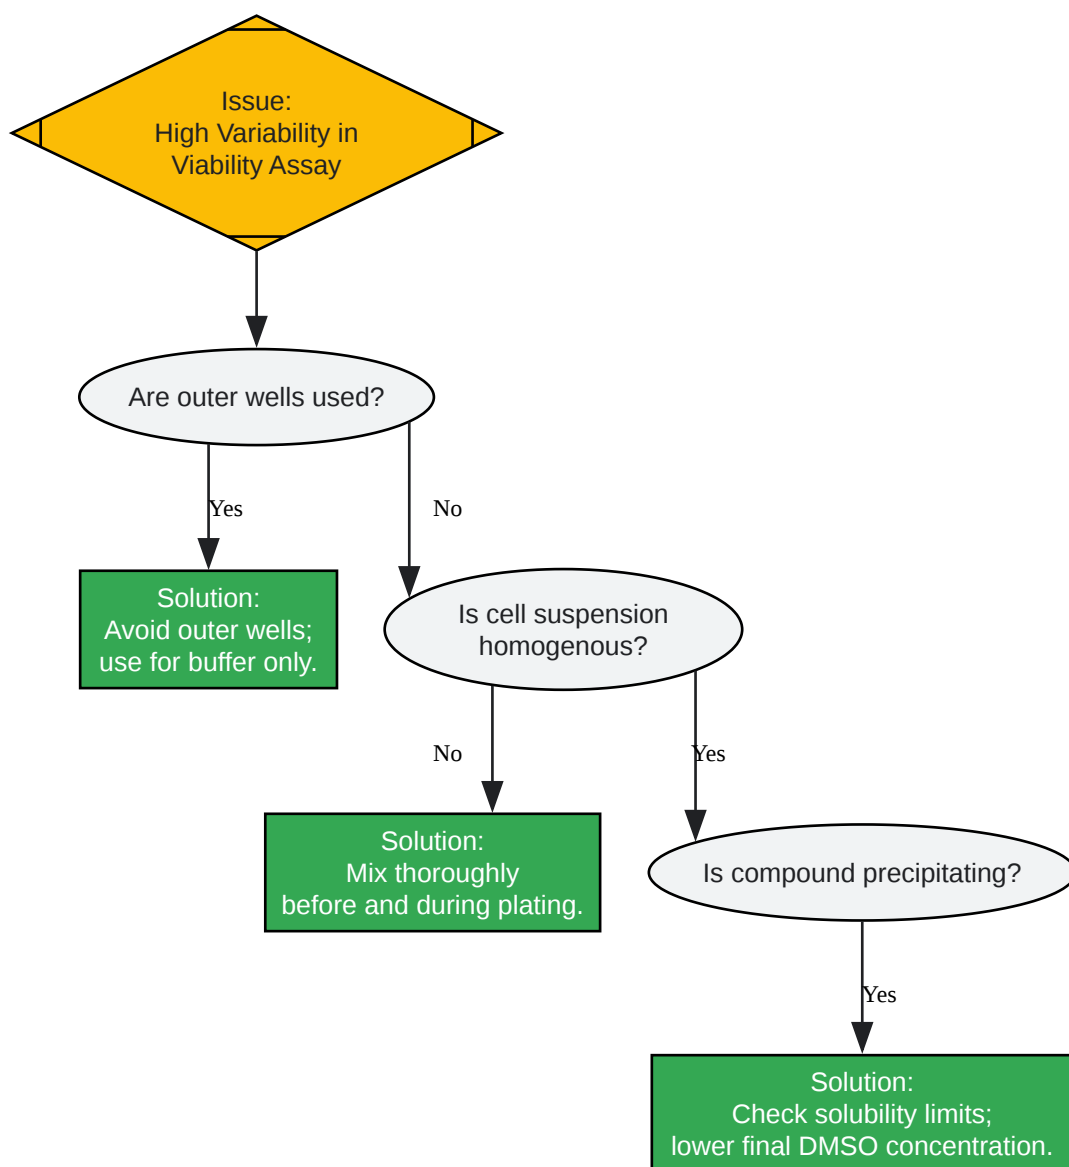 Issue:
High Variability in
Viability Assay
Are outer wells used?
Yes
No
Solution:
Avoid outer wells;
use for buffer only.
Is cell suspension
homogenous?
No
Yes
Solution:
Mix thoroughly
before and during plating.
Is compound precipitating?
Yes
Solution:
Check solubility limits;
lower final DMSO concentration.